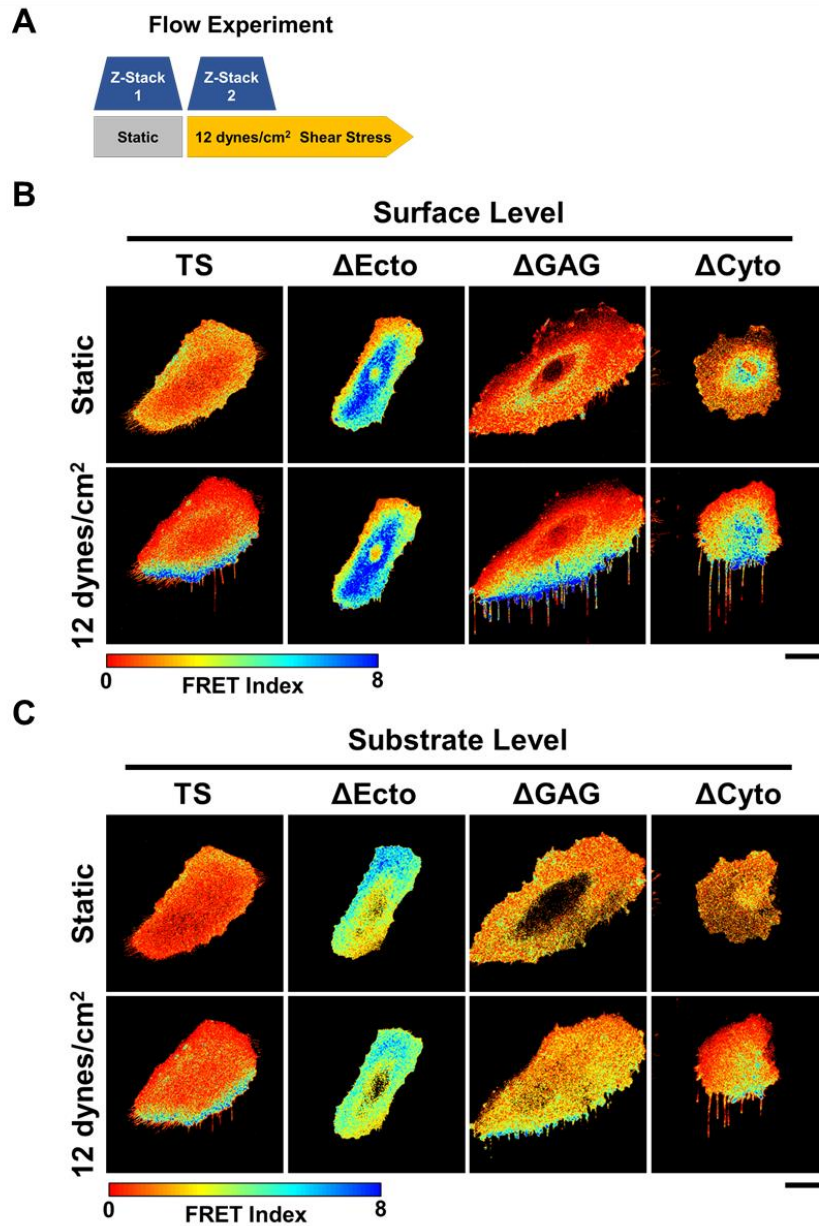 A
Flow Experiment
Z-Stack
1
Z-Stack
2
Static
12 dynes/cm² Shear Stress
B
Surface Level
TS
ΔEcto
ΔGAG
ΔCyto
Static
12 dynes/cm²
0
8
FRET Index
C
Substrate Level
TS
ΔEcto
ΔGAG
ΔCyto
Static
12 dynes/cm²
0
8
FRET Index